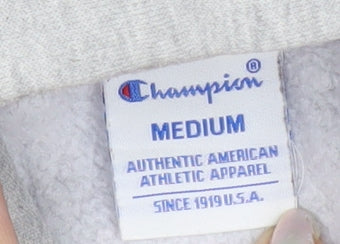 Champion®
MEDIUM
AUTHENTIC AMERICAN
ATHLETIC APPAREL
SINCE 1919 U.S.A.